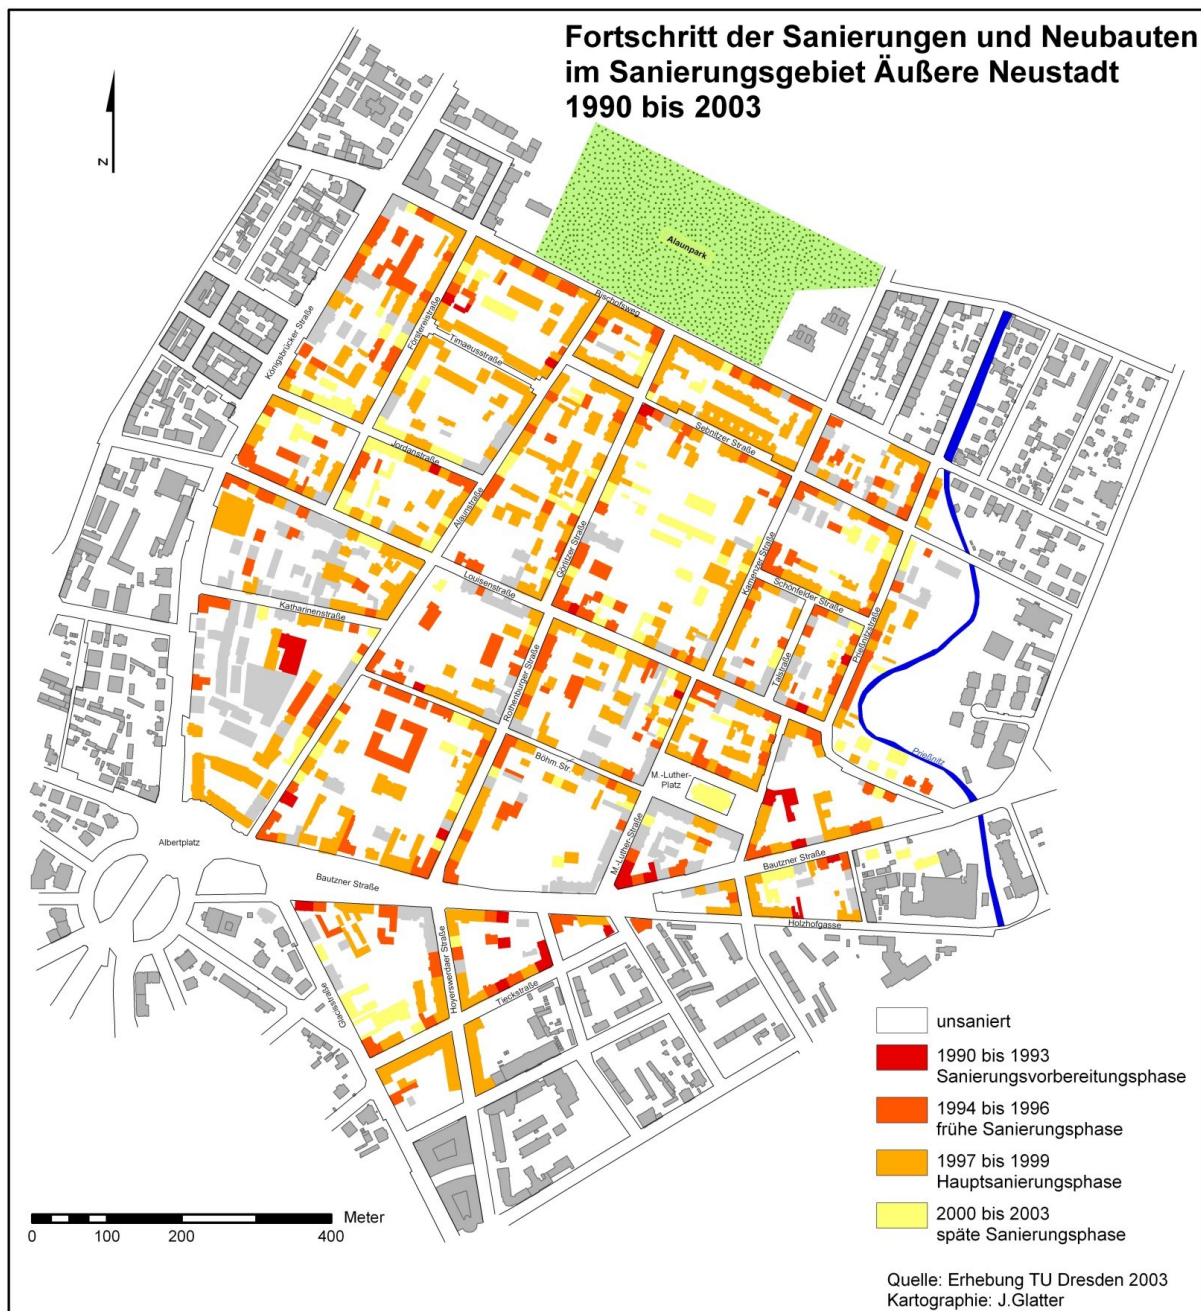 Fortschritt der Sanierungen und Neubauten
im Sanierungsgebiet Äußere Neustadt
1990 bis 2003
N
Alaunpark
Bischofsweg
Königsbrücker Straße
Förstereistraße
Timaeusstraße
Sebnitzer Straße
Jordanstraße
Alaunstraße
Görlitzer Straße
Kamenzer Straße
Louisenstraße
Schönfelder Straße
Katharinenstraße
Prießnitzstraße
Talstraße
Rothenburger Straße
Böhm.Str.
M.-Luther-
Platz
Prießnitz
M.-Luther-Straße
Albertplatz
Bautzner Straße
Bautzner Straße
Holzhofgasse
Hoyerswerdaer Straße
Glacisstraße
Tieckstraße
unsaniert
1990 bis 1993
Sanierungsvorbereitungsphase
1994 bis 1996
frühe Sanierungsphase
1997 bis 1999
Hauptsanierungsphase
2000 bis 2003
späte Sanierungsphase
Meter
0 100 200 400
Quelle: Erhebung TU Dresden 2003
Kartographie: J.Glatter